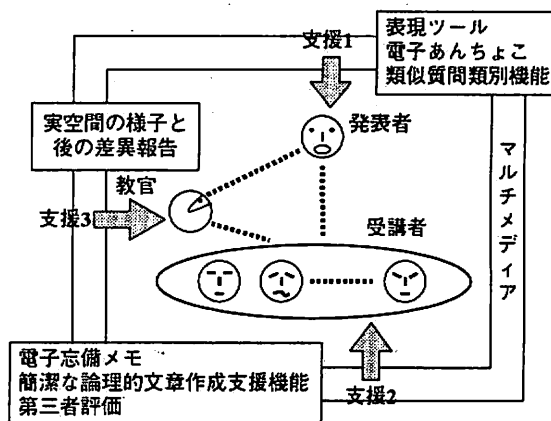 支援1
表現ツール
電子あんちょこ
類似質問類別機能
発表者
実空間の様子と
後の差異報告
教官
支援3
受講者
マルチメディア
電子忘備メモ
簡潔な論理的文章作成支援機能
第三者評価
支援2